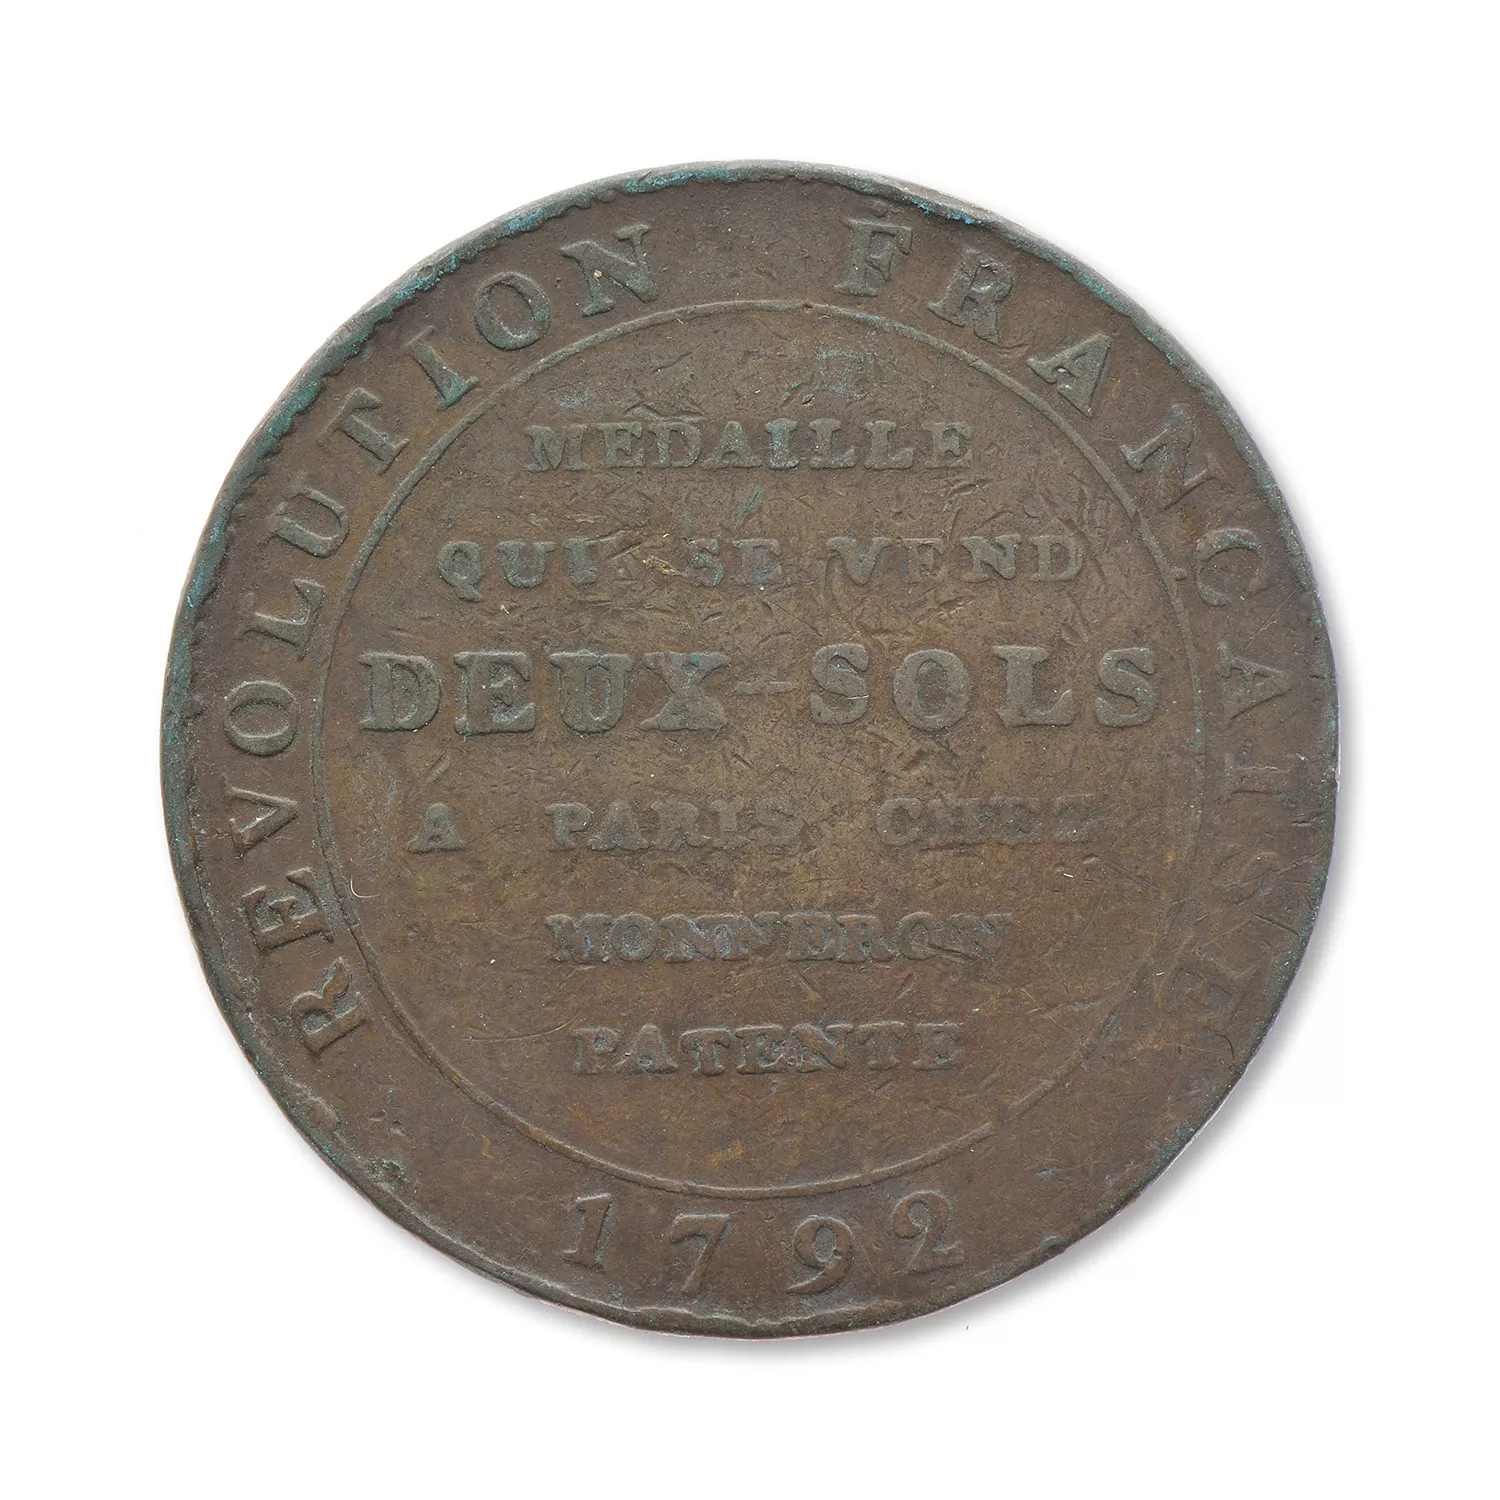 REVOLUTION FRANCAISE
MEDAILLE
QUI SE VEND
DEUX-SOLS
A PARIS CHEZ
MONNERON
PATENTE
1792